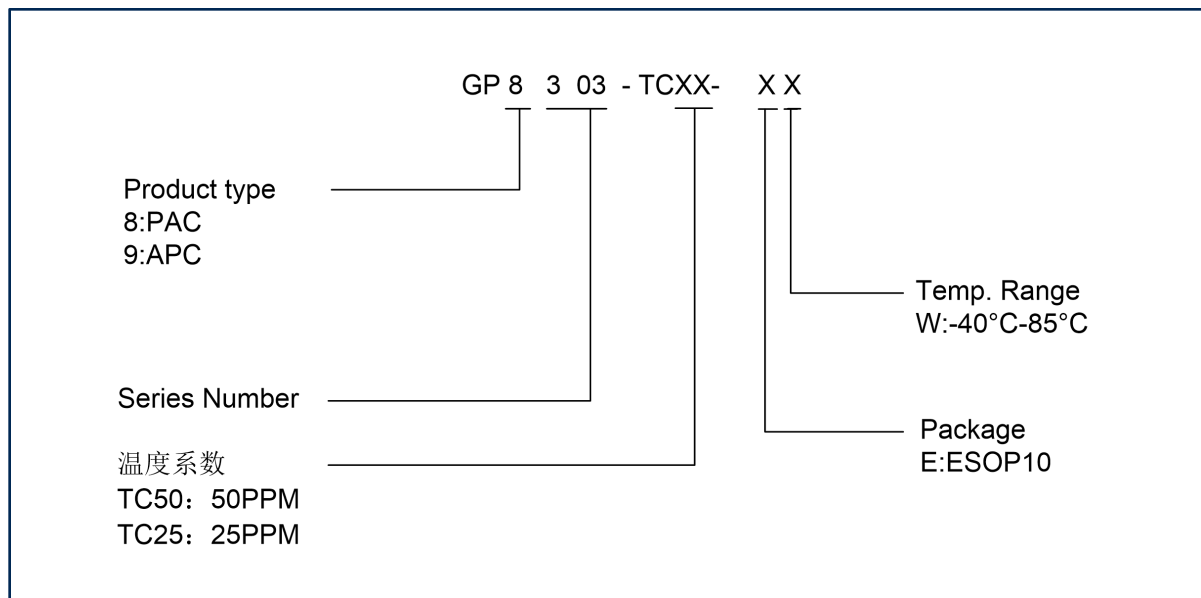 GP 8 3 03 - TCXX- X X
Product type
8:PAC
9:APC
Temp. Range
W:-40°C-85°C
Series Number
Package
E:ESOP10
温度系数
TC50：50PPM
TC25：25PPM